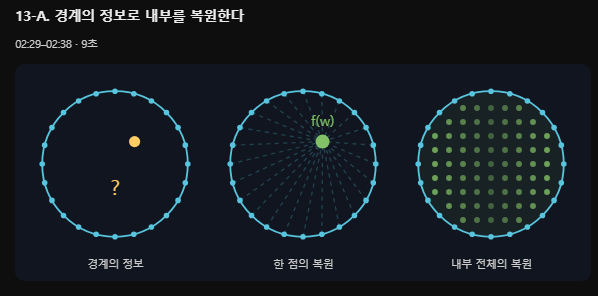 13-A. 경계의 정보로 내부를 복원한다
02:29–02:38 · 9초
?
f(w)
경계의 정보
한 점의 복원
내부 전체의 복원